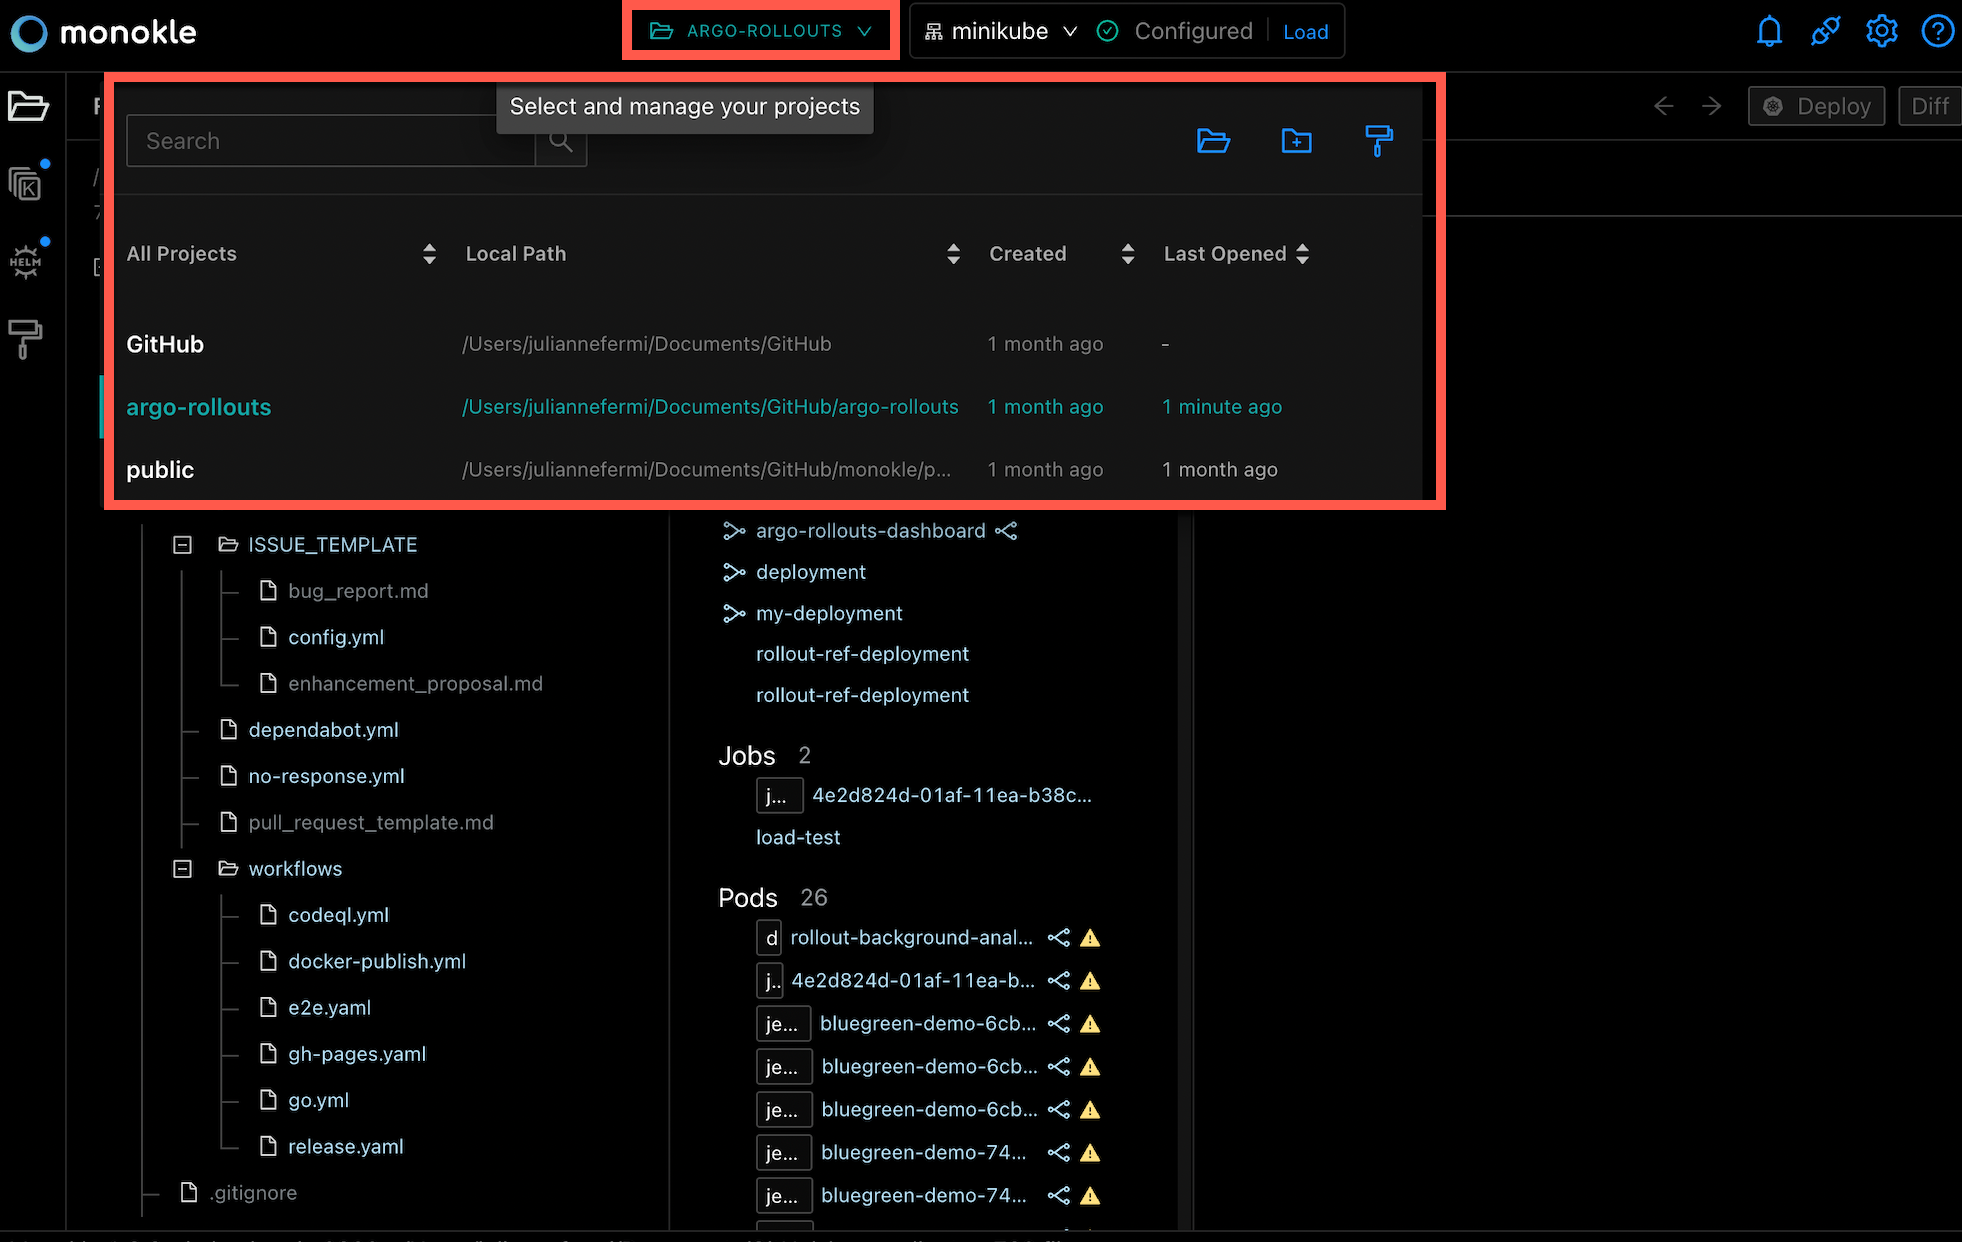 monokle
ARGO-ROLLOUTS
minikube
Configured
Load
Select and manage your projects
Search
Deploy
Diff
K
HELM
All Projects
Local Path
Created
Last Opened
GitHub
/Users/juliannefermi/Documents/GitHub
1 month ago
-
argo-rollouts
/Users/juliannefermi/Documents/GitHub/argo-rollouts
1 month ago
1 minute ago
public
/Users/juliannefermi/Documents/GitHub/monokle/p...
1 month ago
1 month ago
ISSUE_TEMPLATE
bug_report.md
config.yml
enhancement_proposal.md
dependabot.yml
no-response.yml
pull_request_template.md
workflows
codeql.yml
docker-publish.yml
e2e.yaml
gh-pages.yaml
go.yml
release.yaml
.gitignore
argo-rollouts-dashboard
deployment
my-deployment
rollout-ref-deployment
rollout-ref-deployment
Jobs 2
j... 4e2d824d-01af-11ea-b38c...
load-test
Pods 26
d rollout-background-anal...
j.. 4e2d824d-01af-11ea-b...
je... bluegreen-demo-6cb...
je... bluegreen-demo-6cb...
je... bluegreen-demo-6cb...
je... bluegreen-demo-74...
je... bluegreen-demo-74...